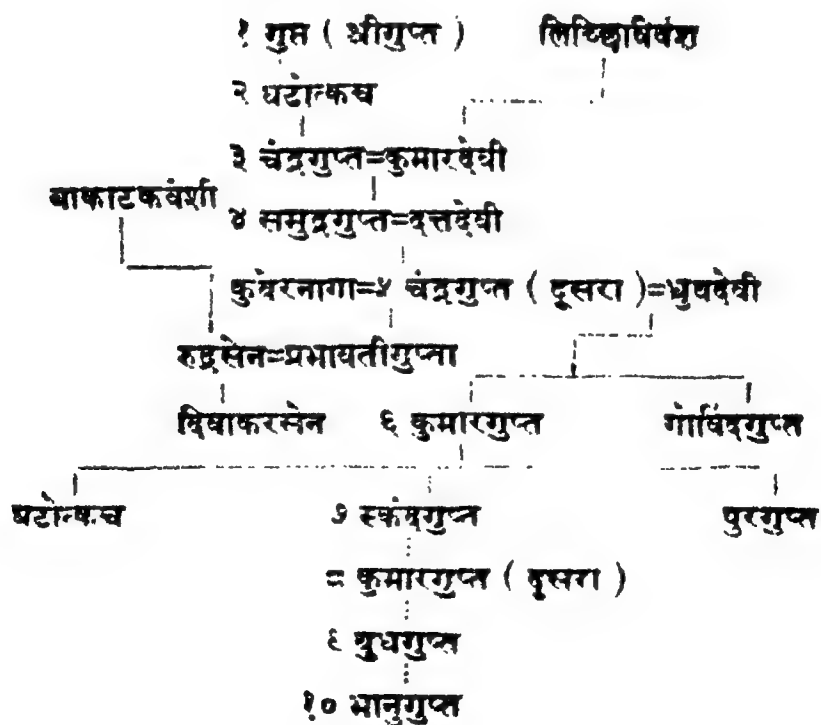 १ गुप्त ( श्रीगुप्त ) लिच्छिविवंश
२ घटोत्कच
३ चंद्रगुप्त=कुमारदेवी
वाकाटकवंशी
४ समुद्रगुप्त=दत्तदेवी
कुबेरनागा=५ चंद्रगुप्त ( दूसरा )=ध्रुवदेवी
रुद्रसेन=प्रभावतीगुप्ता
दिवाकरसेन ६ कुमारगुप्त गोविंदगुप्त
घटोत्कच ७ स्कंदगुप्त पुरगुप्त
८ कुमारगुप्त ( दूसरा )
९ बुधगुप्त
१० भानुगुप्त